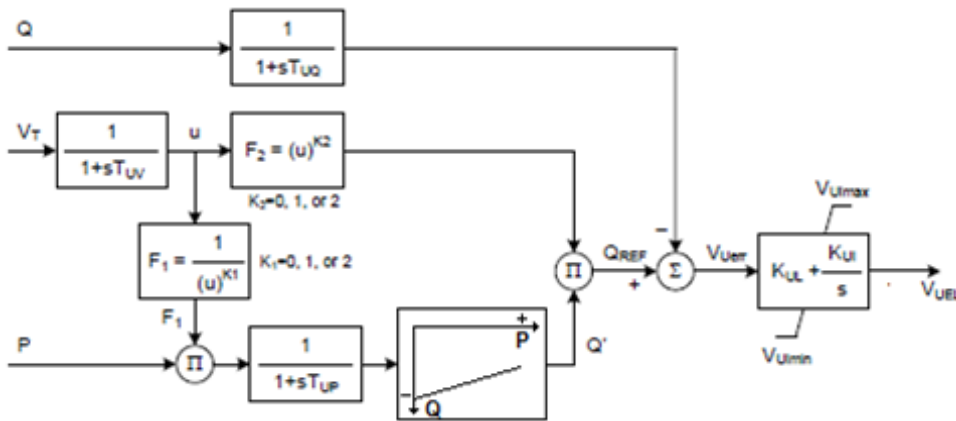 Q
1
1+sT_UQ
V_T
1
1+sT_UV
u
F_2 = (u)^K2
K_2=0, 1, or 2
F_1 = 1
(u)^K1
K_1=0, 1, or 2
F_1
P
Π
1
1+sT_UP
+
P
−
Q
Q'
Π
Q_REF
+
−
Σ
V_Uerr
V_UImax
K_UL + K_UI
s
V_UImin
V_UEL